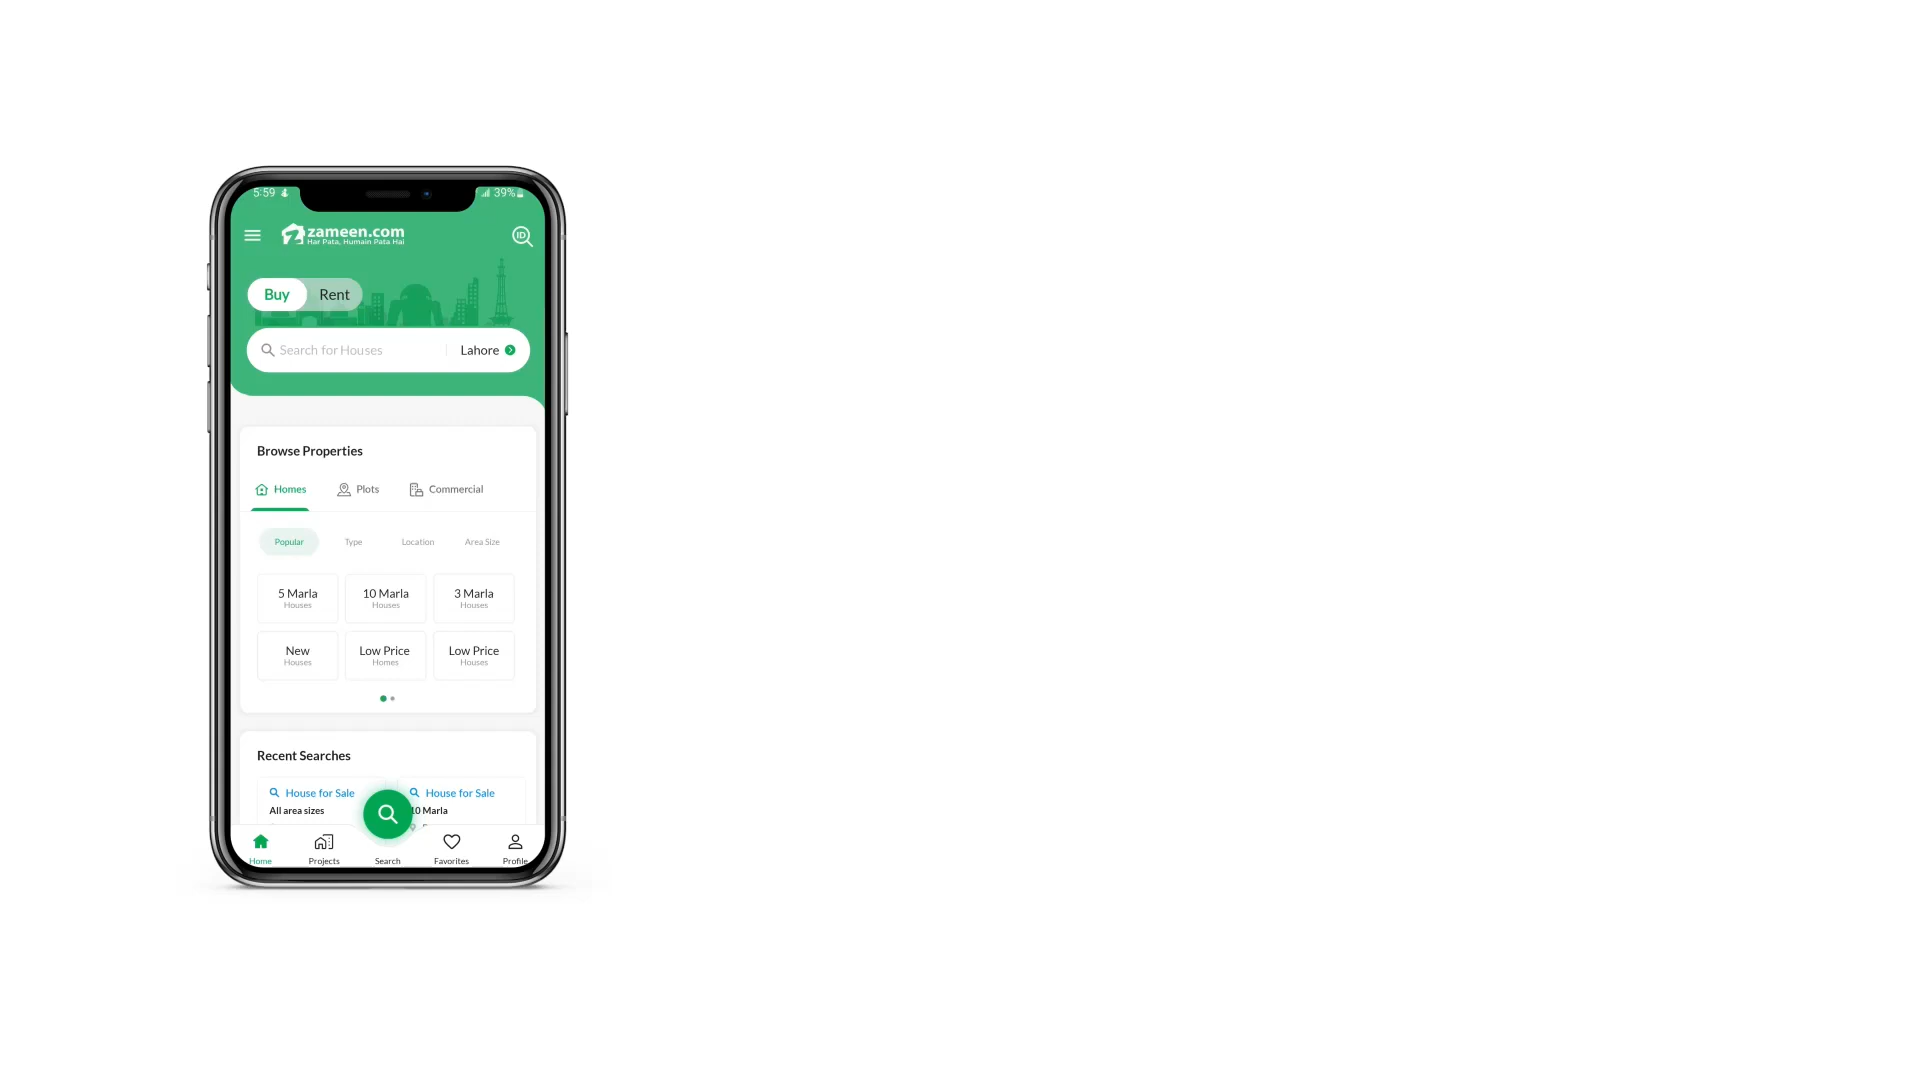 5:59
39%
zameen.com
Har Pata, Humain Pata Hai
ID
Buy Rent
Search for Houses Lahore
Browse Properties
Homes Plots Commercial
Popular Type Location Area Size
5 Marla 10 Marla 3 Marla
Houses Houses Houses
New Low Price Low Price
Houses Homes Houses
Recent Searches
House for Sale House for Sale
All area sizes 10 Marla
Home Projects Search Favorites Profile